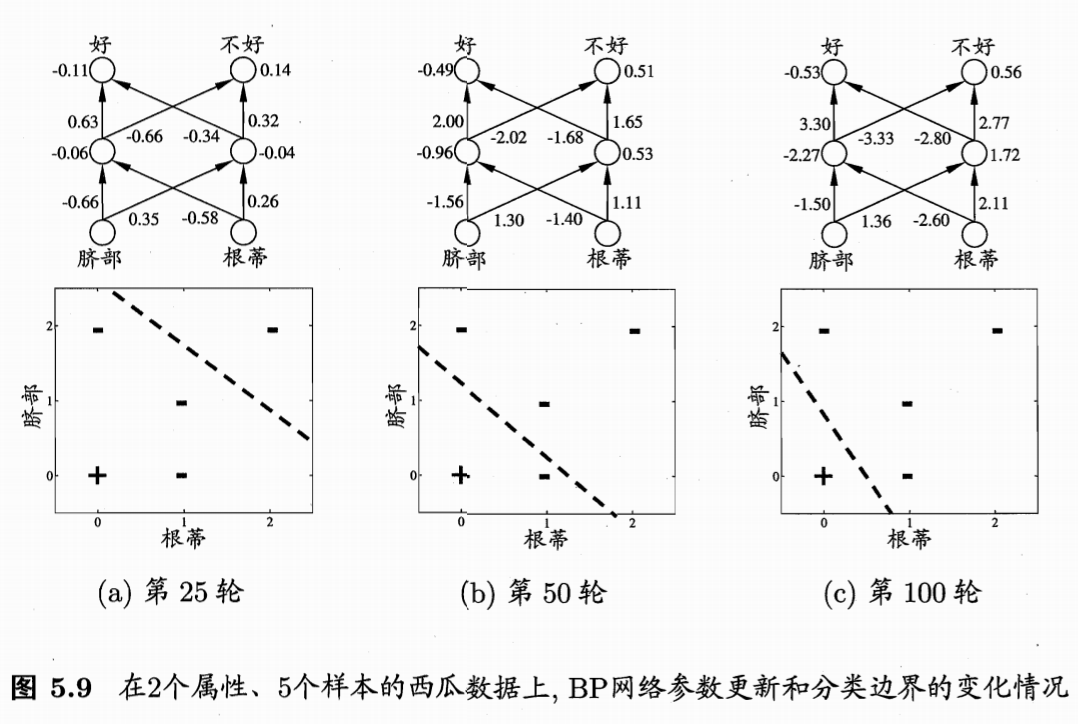 好 不好
-0.11 0.14
0.63 -0.66 -0.34 0.32
-0.06 -0.04
-0.66 0.35 -0.58 0.26
脐部 根蒂
2
1
0
脐部
0 1 2
根蒂
(a) 第 25 轮
好 不好
-0.49 0.51
2.00 -2.02 -1.68 1.65
-0.96 0.53
-1.56 1.30 -1.40 1.11
脐部 根蒂
2
1
0
脐部
0 1 2
根蒂
(b) 第 50 轮
好 不好
-0.53 0.56
3.30 -3.33 -2.80 2.77
-2.27 1.72
-1.50 1.36 -2.60 2.11
脐部 根蒂
2
1
0
脐部
0 1 2
根蒂
(c) 第 100 轮
图 5.9 在2个属性、5个样本的西瓜数据上, BP网络参数更新和分类边界的变化情况